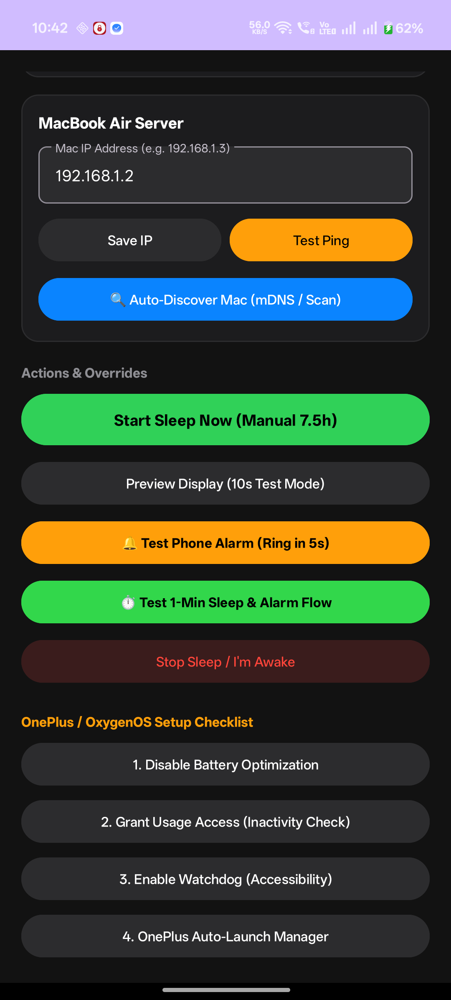 10:42
56.0 KB/S
Vo LTE
62%
MacBook Air Server
Mac IP Address (e.g. 192.168.1.3)
192.168.1.2
Save IP
Test Ping
Auto-Discover Mac (mDNS / Scan)
Actions & Overrides
Start Sleep Now (Manual 7.5h)
Preview Display (10s Test Mode)
Test Phone Alarm (Ring in 5s)
Test 1-Min Sleep & Alarm Flow
Stop Sleep / I'm Awake
OnePlus / OxygenOS Setup Checklist
1. Disable Battery Optimization
2. Grant Usage Access (Inactivity Check)
3. Enable Watchdog (Accessibility)
4. OnePlus Auto-Launch Manager